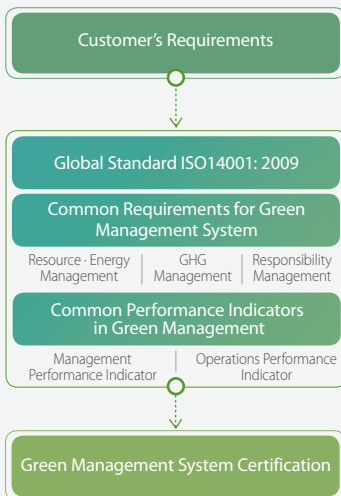 Customer’s Requirements
Global Standard ISO14001: 2009
Common Requirements for Green
Management System
Resource · Energy
Management
GHG
Management
Responsibility
Management
Common Performance Indicators
in Green Management
Management
Performance Indicator
Operations Performance
Indicator
Green Management System Certification